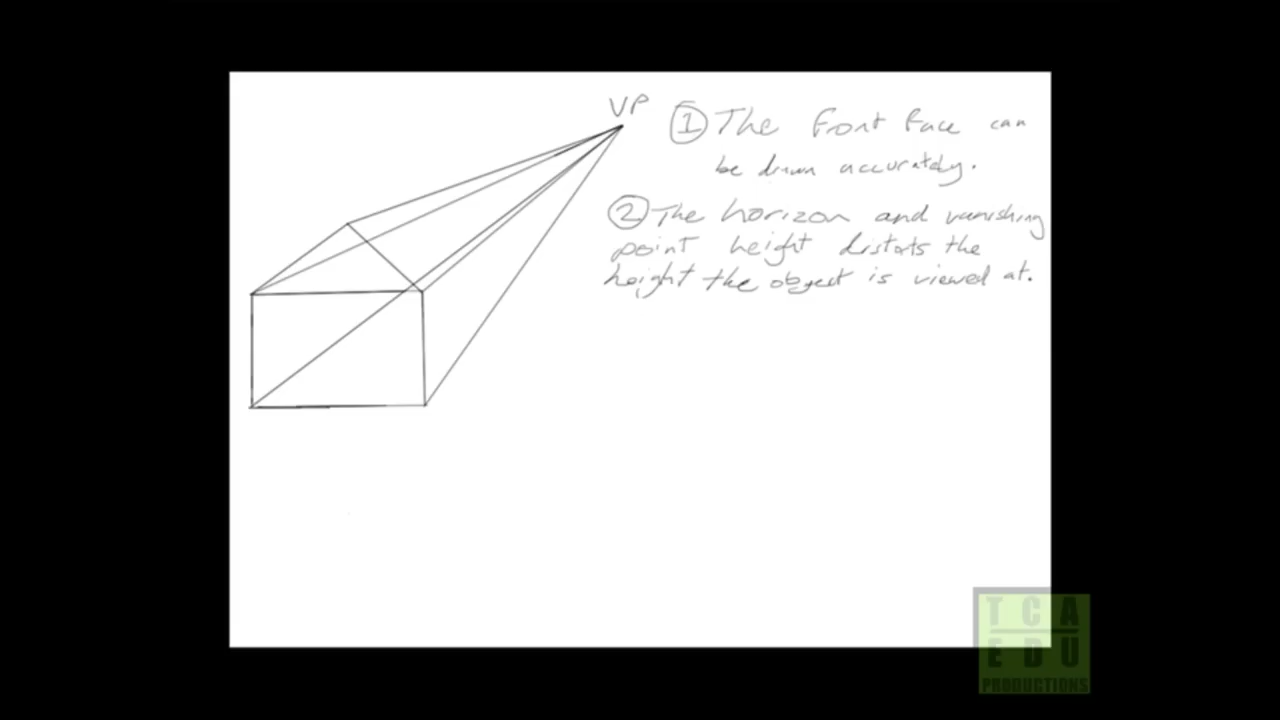 VP
① The front face can
be drawn accurately.
② The horizon and vanishing
point height distorts the
height the object is viewed at.
TCA
EDU
PRODUCTIONS